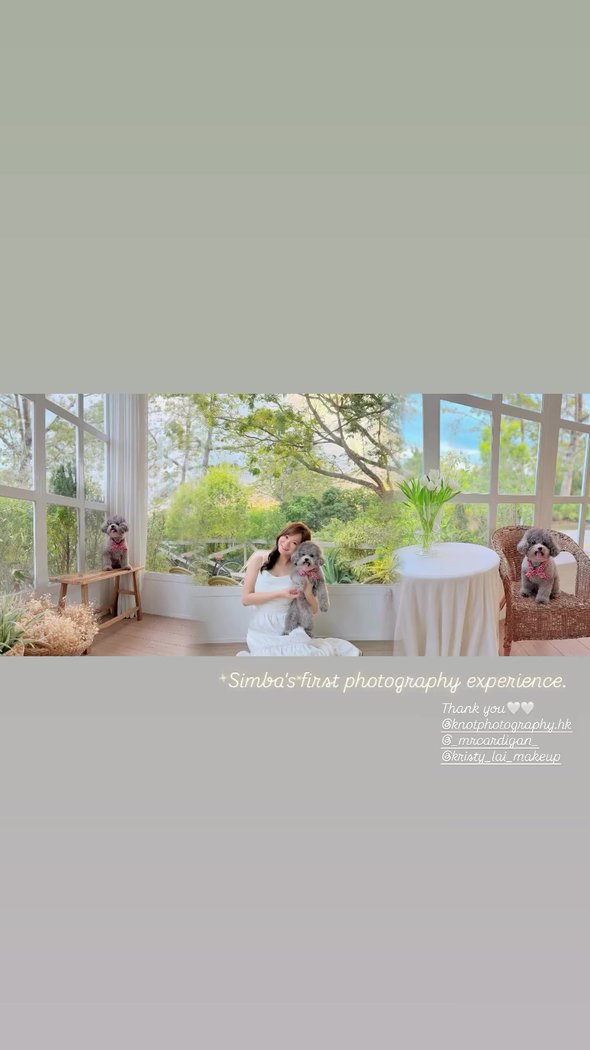 Simba's first photography experience.
Thank you🤍🤍
@knotphotography.hk
@_mrcardigan_
@kristy_lai_makeup